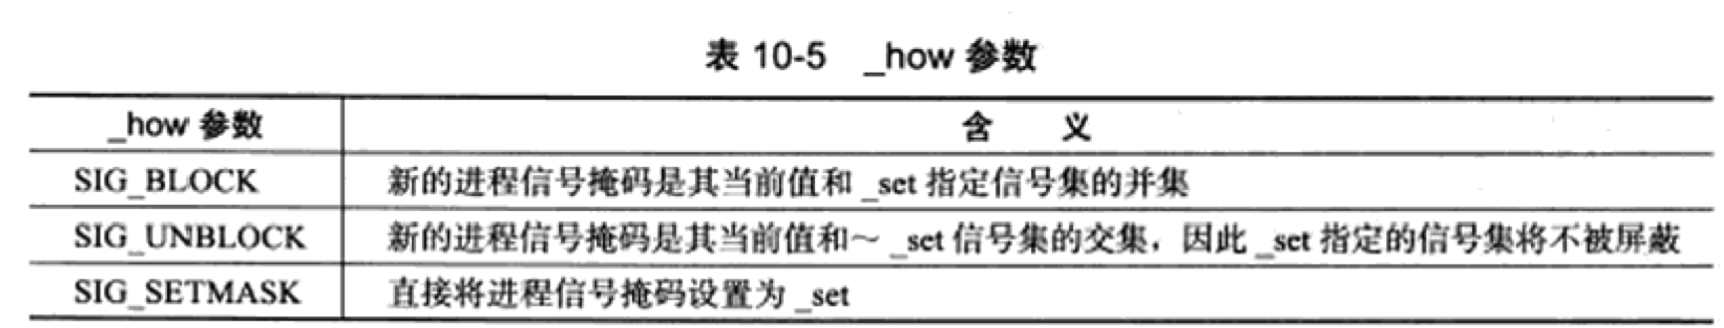 表 10-5 _how 参数
_how 参数 含 义
SIG_BLOCK 新的进程信号掩码是其当前值和 _set 指定信号集的并集
SIG_UNBLOCK 新的进程信号掩码是其当前值和～ _set 信号集的交集，因此 _set 指定的信号集将不被屏蔽
SIG_SETMASK 直接将进程信号掩码设置为 _set